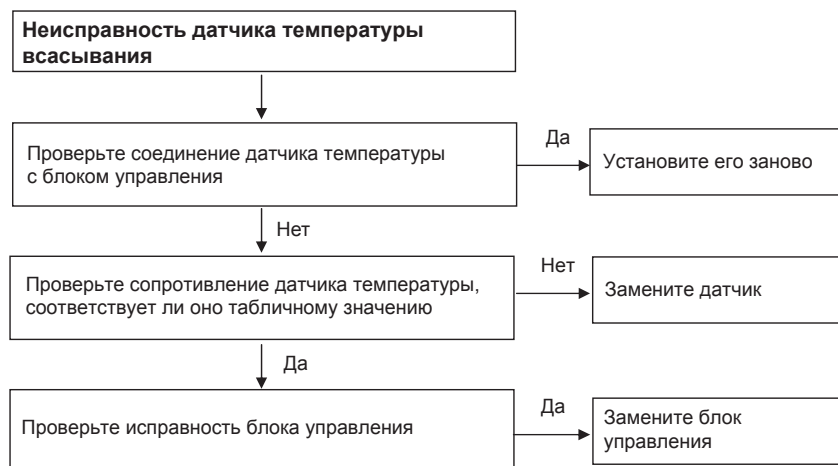 Неисправность датчика температуры
всасывания
Проверьте соединение датчика температуры
с блоком управления
Да
Установите его заново
Нет
Проверьте сопротивление датчика температуры,
соответствует ли оно табличному значению
Нет
Замените датчик
Да
Проверьте исправность блока управления
Да
Замените блок
управления